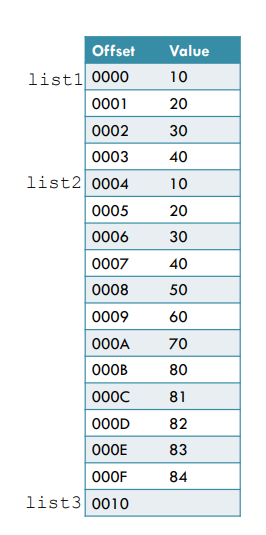 Offset Value
list1 0000 10
0001 20
0002 30
0003 40
list2 0004 10
0005 20
0006 30
0007 40
0008 50
0009 60
000A 70
000B 80
000C 81
000D 82
000E 83
000F 84
list3 0010